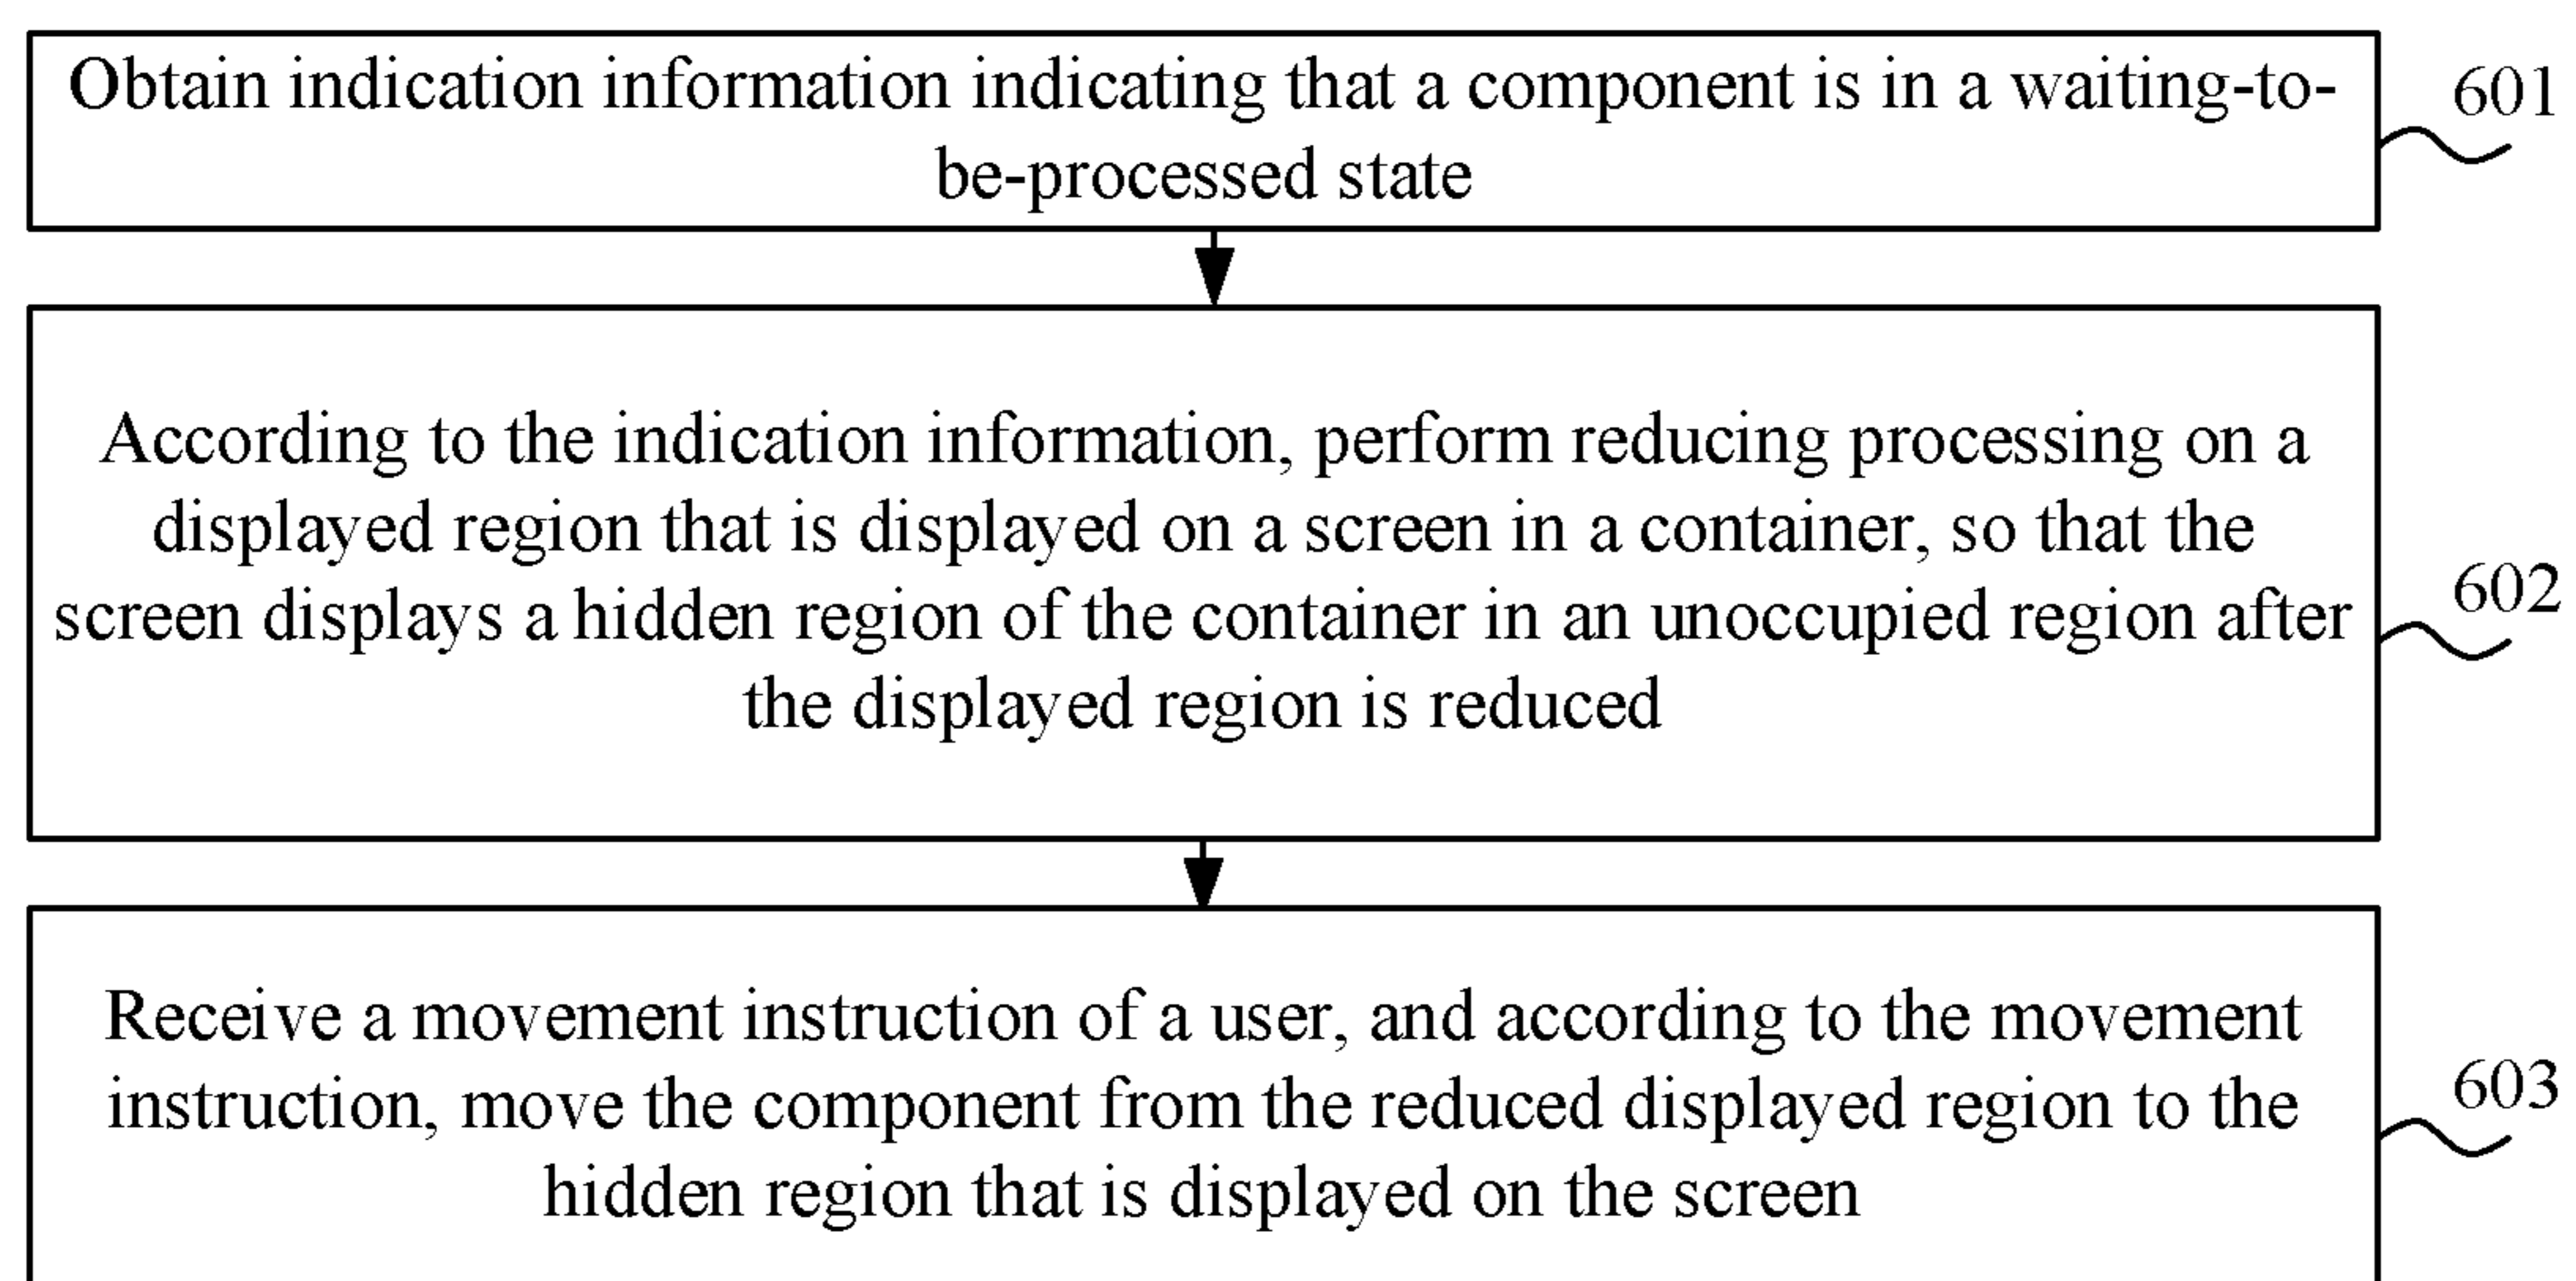 Obtain indication information indicating that a component is in a waiting-to-
be-processed state
601
According to the indication information, perform reducing processing on a
displayed region that is displayed on a screen in a container, so that the
screen displays a hidden region of the container in an unoccupied region after
the displayed region is reduced
602
Receive a movement instruction of a user, and according to the movement
instruction, move the component from the reduced displayed region to the
hidden region that is displayed on the screen
603